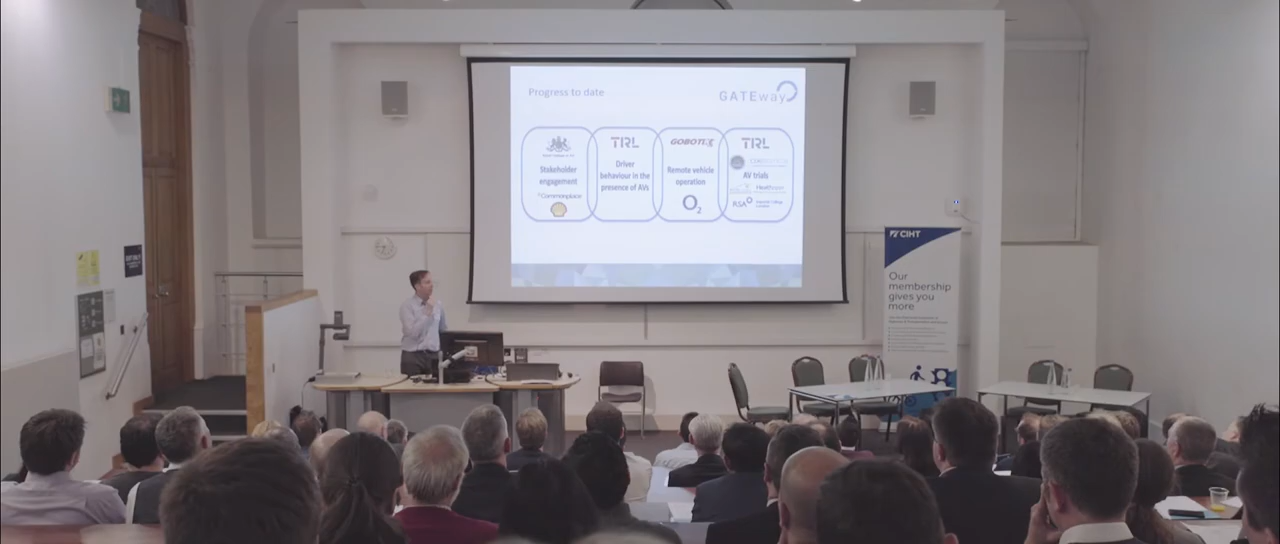 Progress to date
GATEway
Stakeholder
engagement
Commonplace
TRL
Driver
behaviour in the
presence of AVs
GOBOTIX
Remote vehicle
operation
O2
TRL
AV trials
RSA
CIHT
Our
membership
gives you
more